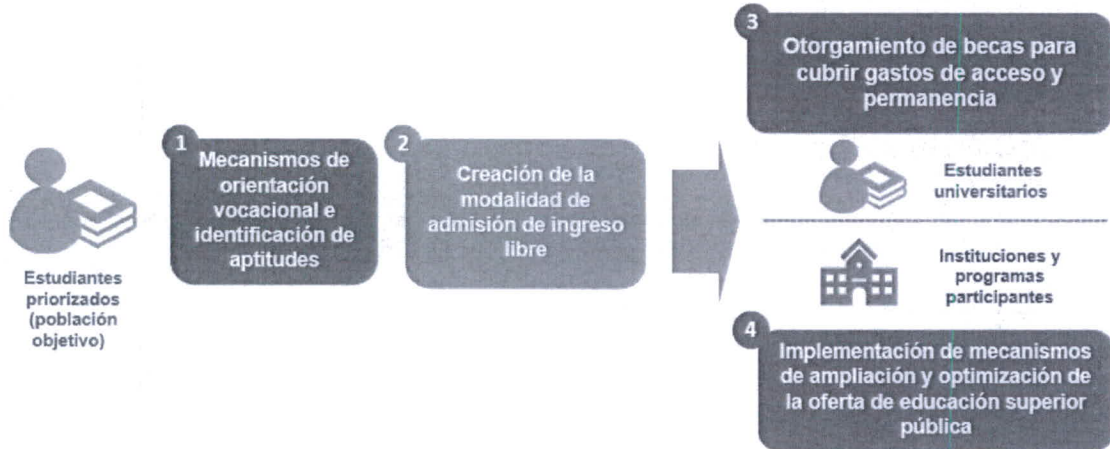 Estudiantes
priorizados
(población
objetivo)
1
Mecanismos de
orientación
vocacional e
identificación de
aptitudes
2
Creación de la
modalidad de
admisión de ingreso
libre
3
Otorgamiento de becas para
cubrir gastos de acceso y
permanencia
Estudiantes
universitarios
Instituciones y
programas
participantes
4
Implementación de mecanismos
de ampliación y optimización de
la oferta de educación superior
pública